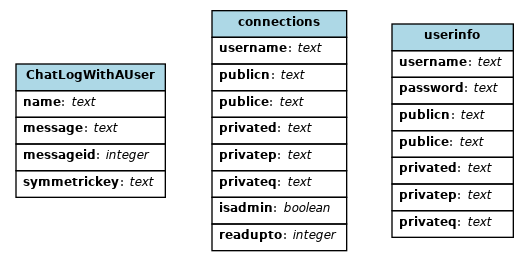 ChatLogWithAUser
name: text
message: text
messageid: integer
symmetrickey: text
connections
username: text
publicn: text
publice: text
privated: text
privatep: text
privateq: text
isadmin: boolean
readupto: integer
userinfo
username: text
password: text
publicn: text
publice: text
privated: text
privatep: text
privateq: text